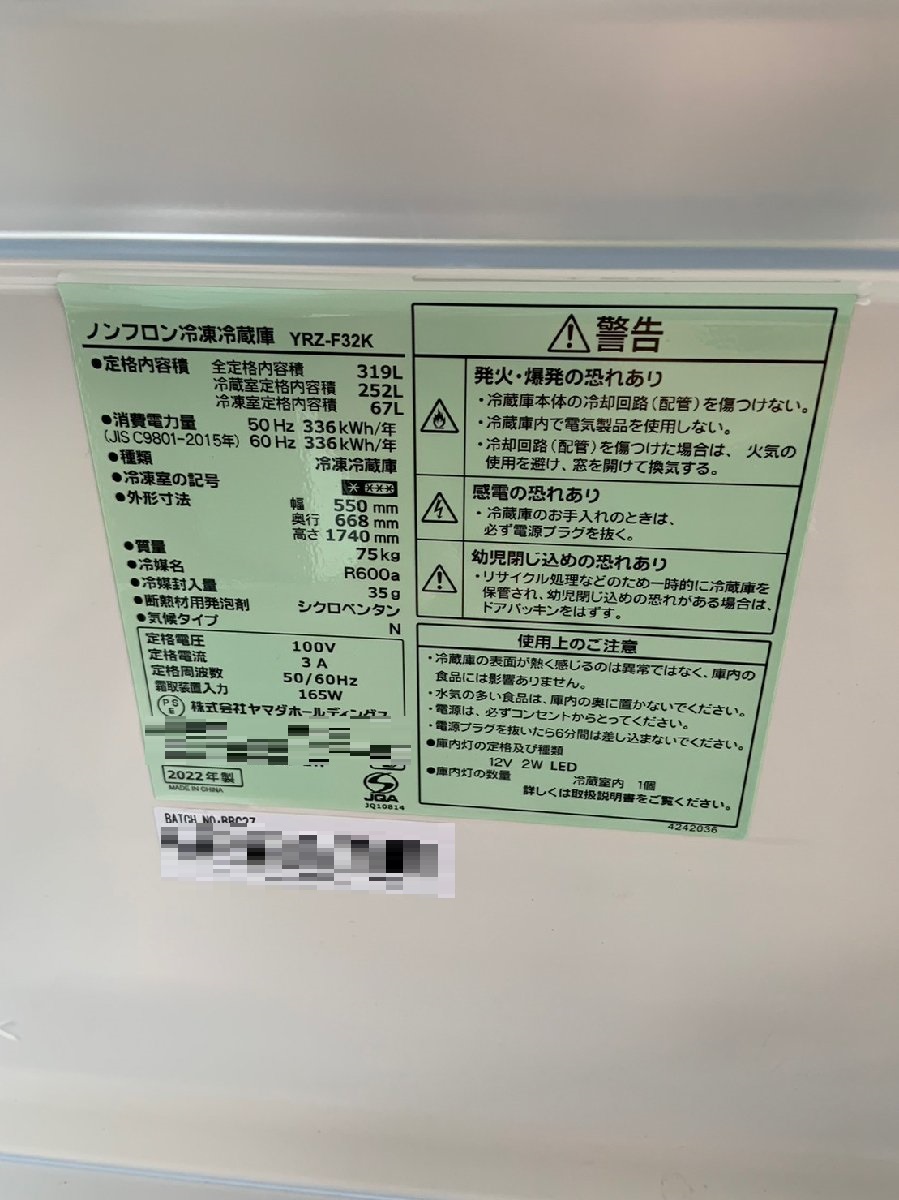 ノンフロン冷凍冷蔵庫 YRZ-F32K
●定格内容積 全定格内容積 319L
冷蔵室定格内容積 252L
冷凍室定格内容積 67L
●消費電力量 50Hz 336kWh/年
(JIS C9801-2015年) 60Hz 336kWh/年
●種類 冷凍冷蔵庫
●冷凍室の記号 * ***
●外形寸法 幅 550 mm
奥行 668 mm
高さ 1740 mm
●質量 75kg
●冷媒名 R600a
●冷媒封入量 35g
●断熱材用発泡剤 シクロペンタン
●気候タイプ N
定格電圧 100V
定格電流 3A
定格周波数 50/60Hz
霜取装置入力 165W
PSE 株式会社ヤマダホールディングス
2022年製
MADE IN CHINA
JQA
JQ10814
BATCH NO:BBC27
警告
発火・爆発の恐れあり
・冷蔵庫本体の冷却回路(配管)を傷つけない。
・冷蔵庫内で電気製品を使用しない。
・冷却回路(配管)を傷つけた場合は、火気の
使用を避け、窓を開けて換気する。
感電の恐れあり
・冷蔵庫のお手入れのときは、
必ず電源プラグを抜く。
幼児閉じ込めの恐れあり
・リサイクル処理などのため一時的に冷蔵庫を
保管され、幼児閉じ込めの恐れがある場合は、
ドアパッキンをはずす。
使用上のご注意
・冷蔵庫の表面が熱く感じるのは異常ではなく、庫内の
食品には影響ありません。
・水気の多い食品は、庫内の奥に置かないでください。
・電源は、必ずコンセントからとってください。
・電源プラグを抜いたら6分間は差し込まないでください。
●庫内灯の定格及び種類
12V 2W LED
●庫内灯の数量 冷蔵室内 1個
詳しくは取扱説明書をご覧ください。
4242036